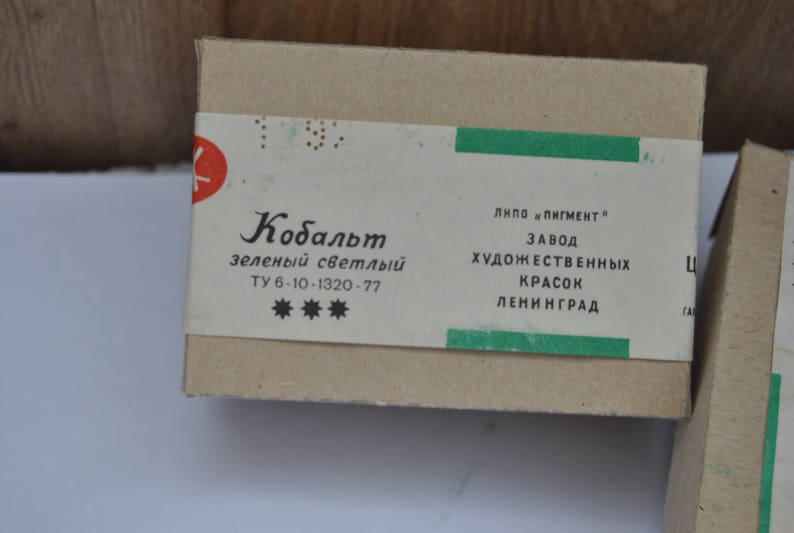 Кобальт
зеленый светлый
ТУ 6-10-1320-77
ЛНПО „ПИГМЕНТ"
ЗАВОД
ХУДОЖЕСТВЕННЫХ
КРАСОК
ЛЕНИНГРАД